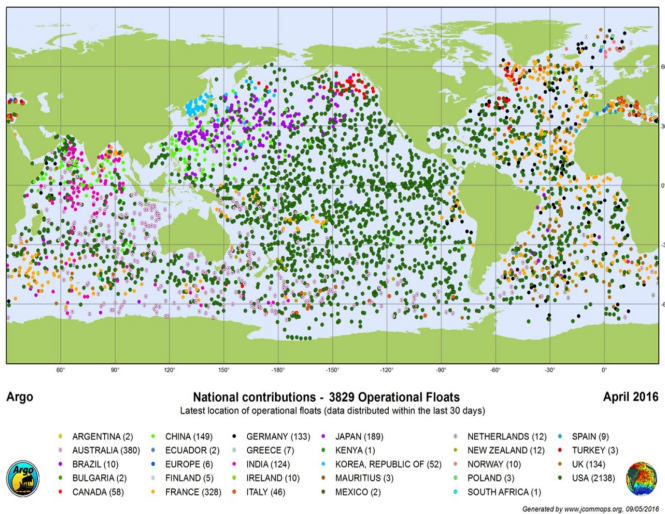 6
3
0
-3
-6
60° 90° 120° 150° 180° -150° -120° -90° -60° -30° 0°
Argo National contributions - 3829 Operational Floats April 2016
Latest location of operational floats (data distributed within the last 30 days)
ARGENTINA (2) CHINA (149) GERMANY (133) JAPAN (189) NETHERLANDS (12) SPAIN (9)
AUSTRALIA (380) ECUADOR (2) GREECE (7) KENYA (1) NEW ZEALAND (12) TURKEY (3)
BRAZIL (10) EUROPE (6) INDIA (124) KOREA, REPUBLIC OF (52) NORWAY (10) UK (134)
BULGARIA (2) FINLAND (5) IRELAND (10) MAURITIUS (3) POLAND (3) USA (2138)
CANADA (58) FRANCE (328) ITALY (46) MEXICO (2) SOUTH AFRICA (1)
Argo
Generated by www.jcommops.org, 09/05/2016